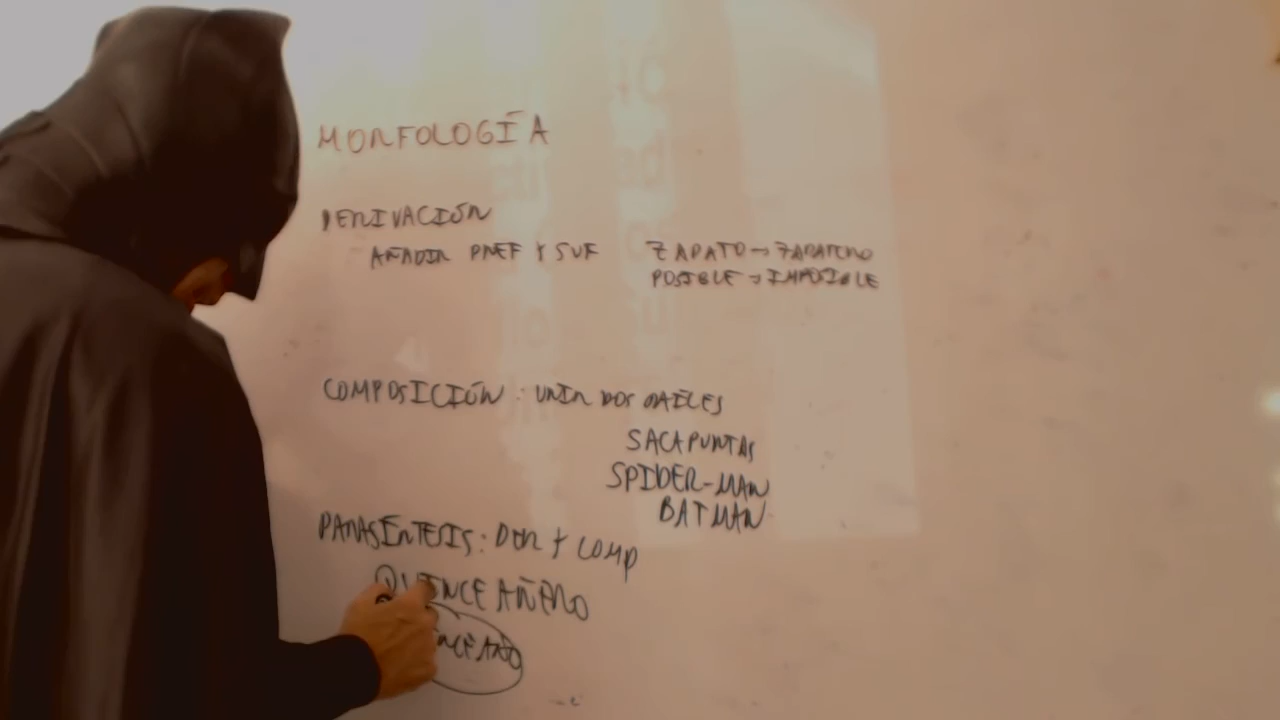 MORFOLOGÍA
DERIVACIÓN
AÑADIR PREF Y SUF ZAPATO → ZAPATERO
POSIBLE → IMPOSIBLE
COMPOSICIÓN: UNIR DOS RAÍCES
SACAPUNTAS
SPIDER-MAN
BATMAN
PARASÍNTESIS: DER + COMP
QUINCEAÑERO